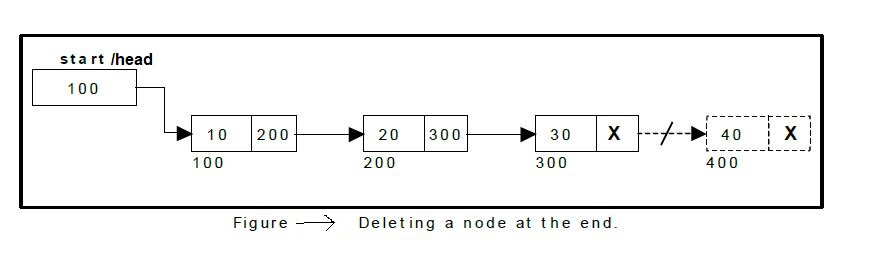 start /head
100
10 200 20 300 30 X 40 X
100 200 300 400
Figure → Deleting a node at the end.